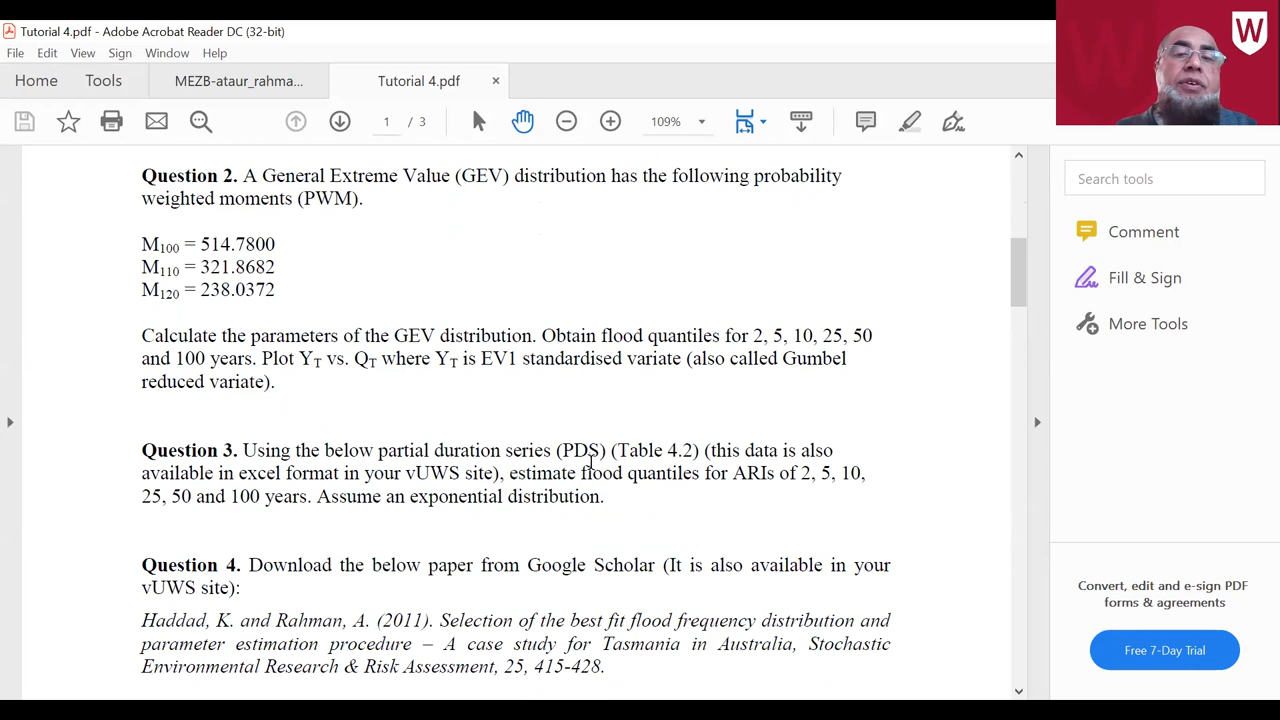 Tutorial 4.pdf - Adobe Acrobat Reader DC (32-bit)
File Edit View Sign Window Help
Home Tools MEZB-ataur_rahma... Tutorial 4.pdf ×
1 / 3 109%
W
W
Question 2. A General Extreme Value (GEV) distribution has the following probability
weighted moments (PWM).
M100 = 514.7800
M110 = 321.8682
M120 = 238.0372
Calculate the parameters of the GEV distribution. Obtain flood quantiles for 2, 5, 10, 25, 50
and 100 years. Plot YT vs. QT where YT is EV1 standardised variate (also called Gumbel
reduced variate).
Question 3. Using the below partial duration series (PDS) (Table 4.2) (this data is also
available in excel format in your vUWS site), estimate flood quantiles for ARIs of 2, 5, 10,
25, 50 and 100 years. Assume an exponential distribution.
Question 4. Download the below paper from Google Scholar (It is also available in your
vUWS site):
Haddad, K. and Rahman, A. (2011). Selection of the best fit flood frequency distribution and
parameter estimation procedure – A case study for Tasmania in Australia, Stochastic
Environmental Research & Risk Assessment, 25, 415-428.
Search tools
Comment
Fill & Sign
More Tools
Convert, edit and e-sign PDF
forms & agreements
Free 7-Day Trial